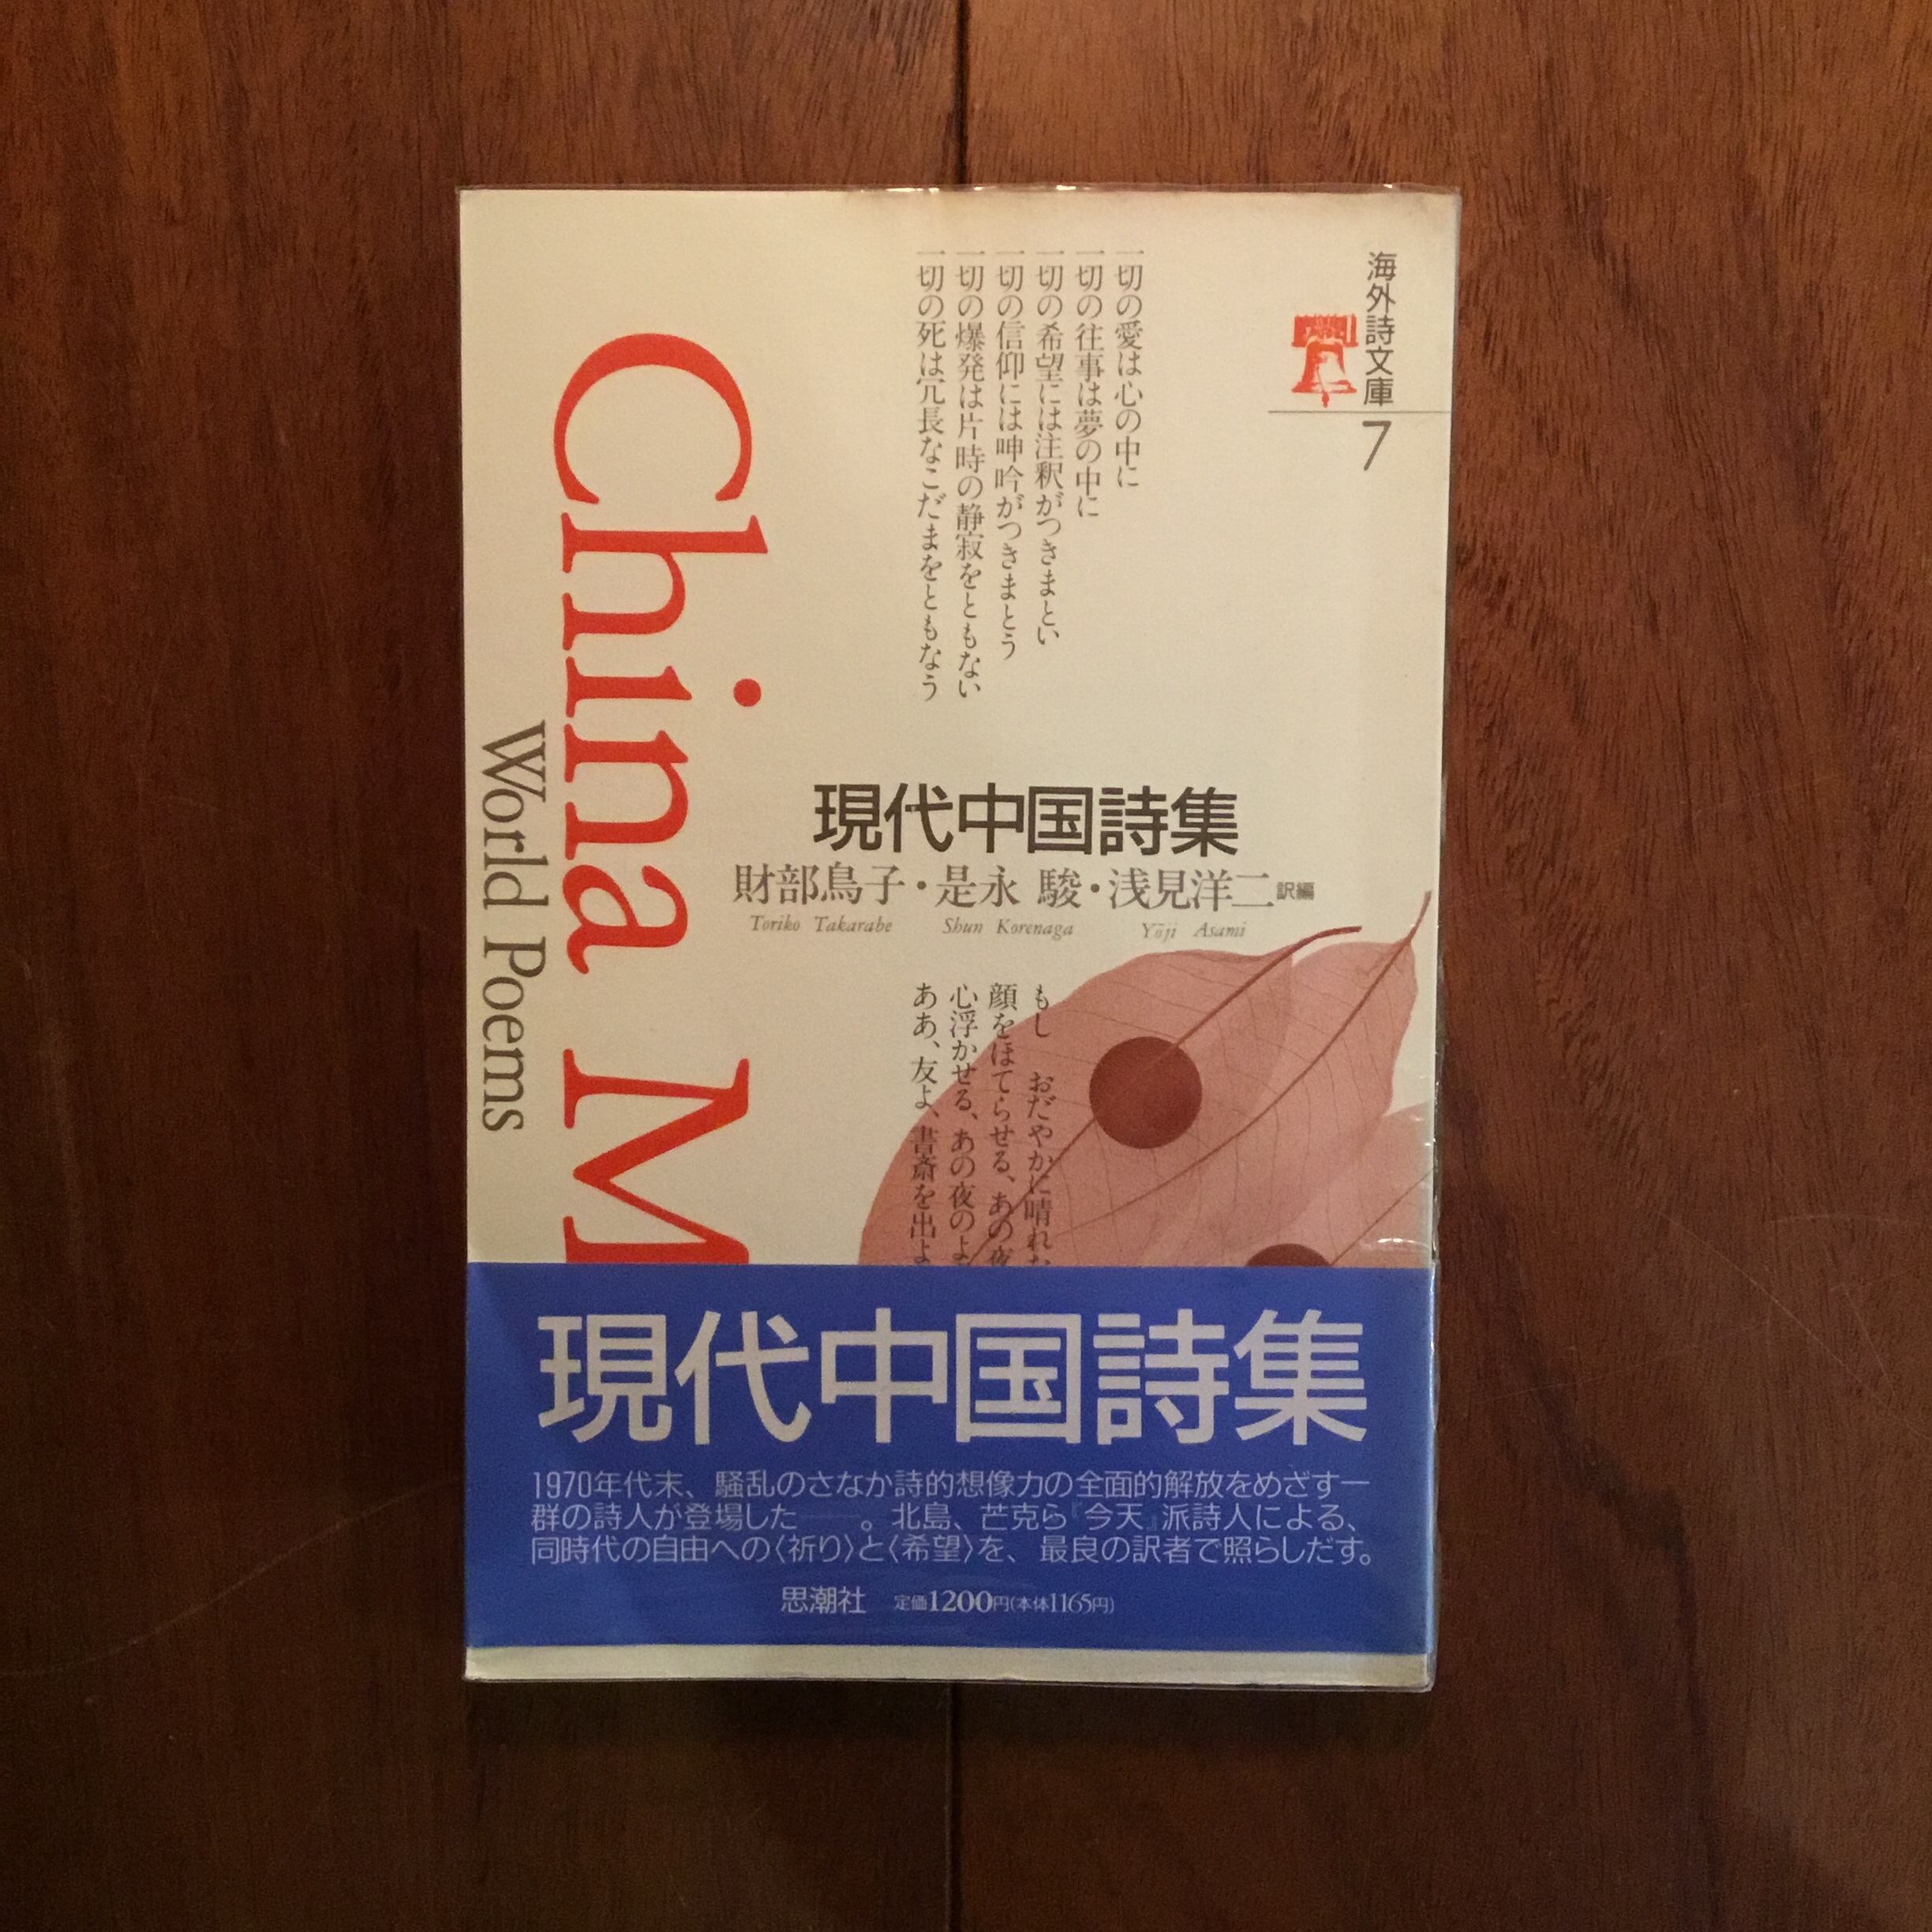 海外詩文庫
7
一切の愛は心の中に
一切の往事は夢の中に
一切の希望には注釈がつきまとい
一切の信仰には呻吟がつきまとう
一切の爆発は片時の静寂をともない
一切の死は冗長なこだまをともなう
China M
World Poems
現代中国詩集
財部鳥子・是永 駿・浅見洋二訳編
Toriko Takarabe Shun Korenaga Yōji Asami
もし おだやかに晴れ
顔をほてらせる、あの夜
心浮かせる、あの夜のよ
ああ、友よ、書斎を出よ
現代中国詩集
1970年代末、騒乱のさなか詩的想像力の全面的解放をめざす一
群の詩人が登場した——。北島、芒克ら『今天』派詩人による、
同時代の自由への〈祈り〉と〈希望〉を、最良の訳者で照らしだす。
思潮社 定価1200円(本体1165円)